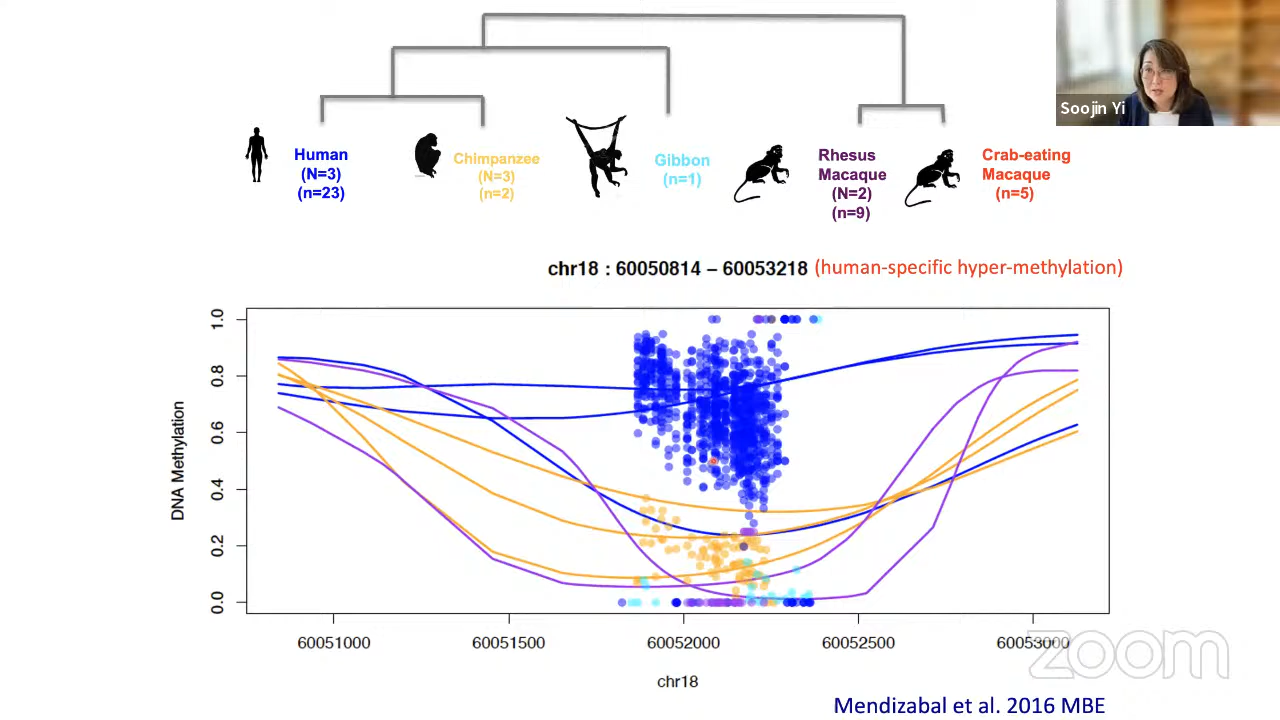 Soojin Yi
Human
(N=3)
(n=23)
Chimpanzee
(N=3)
(n=2)
Gibbon
(n=1)
Rhesus
Macaque
(N=2)
(n=9)
Crab-eating
Macaque
(n=5)
chr18 : 60050814 – 60053218 (human-specific hyper-methylation)
DNA Methylation
1.0
0.8
0.6
0.4
0.2
0.0
60051000 60051500 60052000 60052500 60053000
chr18
zoom
Mendizabal et al. 2016 MBE